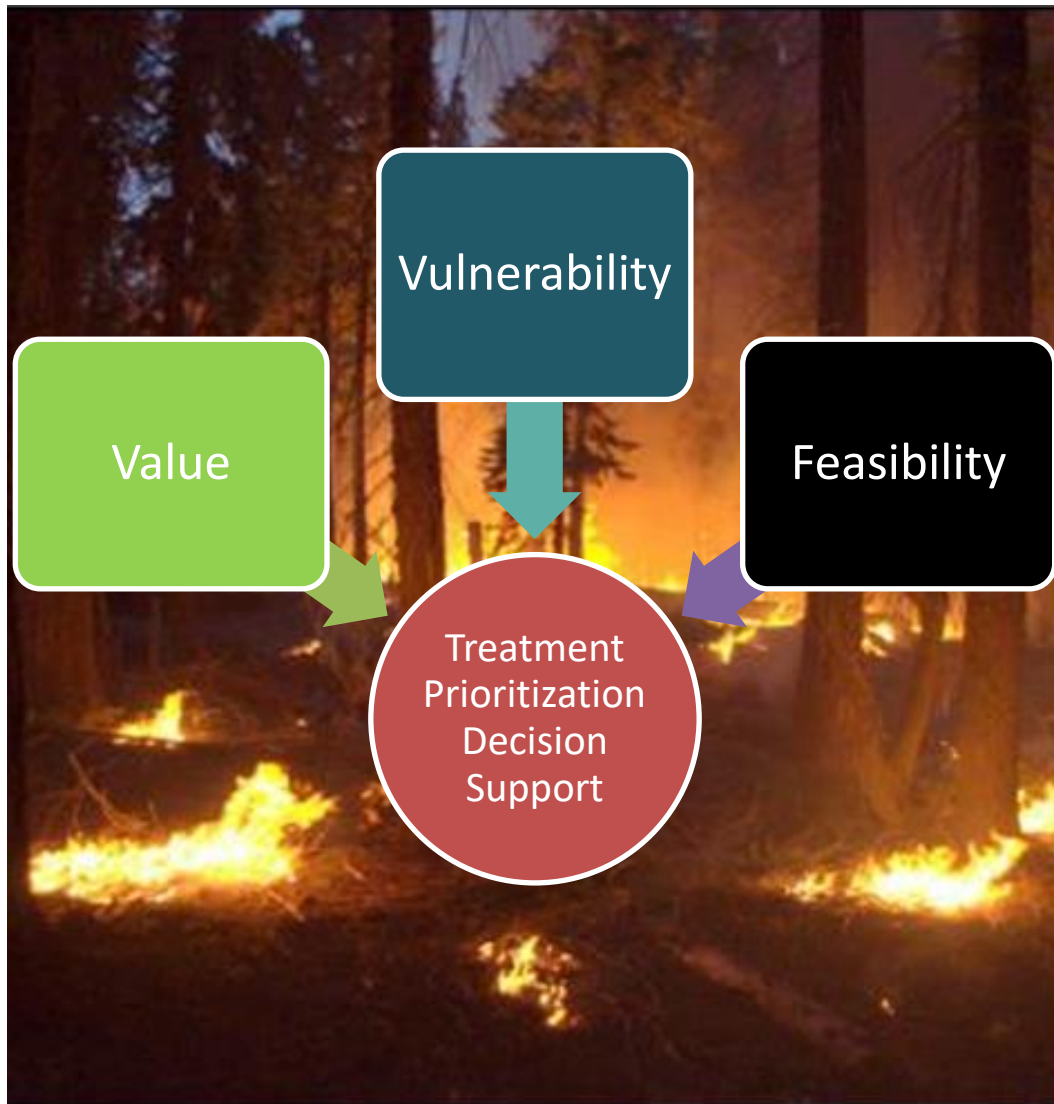 Vulnerability
Value
Feasibility
Treatment
Prioritization
Decision
Support